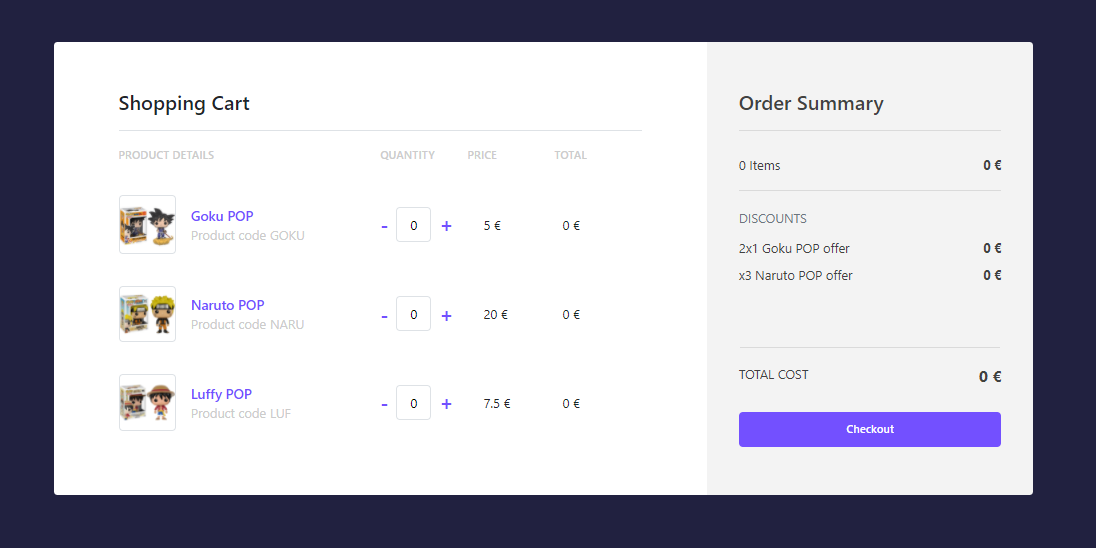 Shopping Cart
PRODUCT DETAILS QUANTITY PRICE TOTAL
Goku POP
Product code GOKU
- 0 + 5 € 0 €
Naruto POP
Product code NARU
- 0 + 20 € 0 €
Luffy POP
Product code LUF
- 0 + 7.5 € 0 €
Order Summary
0 Items 0 €
DISCOUNTS
2x1 Goku POP offer 0 €
x3 Naruto POP offer 0 €
TOTAL COST 0 €
Checkout